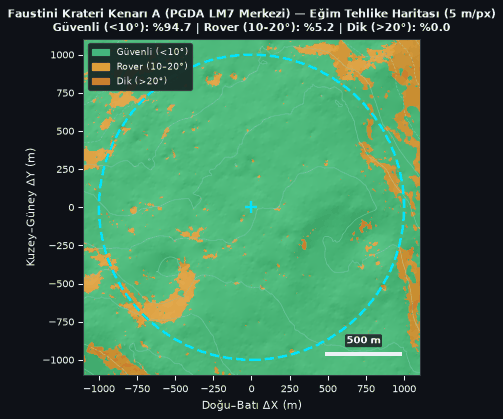 Faustini Krateri Kenarı A (PGDA LM7 Merkezi) — Eğim Tehlike Haritası (5 m/px)
Güvenli (<10°): %94.7 | Rover (10–20°): %5.2 | Dik (>20°): %0.0
Güvenli (<10°)
Rover (10–20°)
Dik (>20°)
1000
750
500
250
0
−250
−500
−750
−1000
Kuzey–Güney ΔY (m)
500 m
−1000 −750 −500 −250 0 250 500 750 1000
Doğu–Batı ΔX (m)